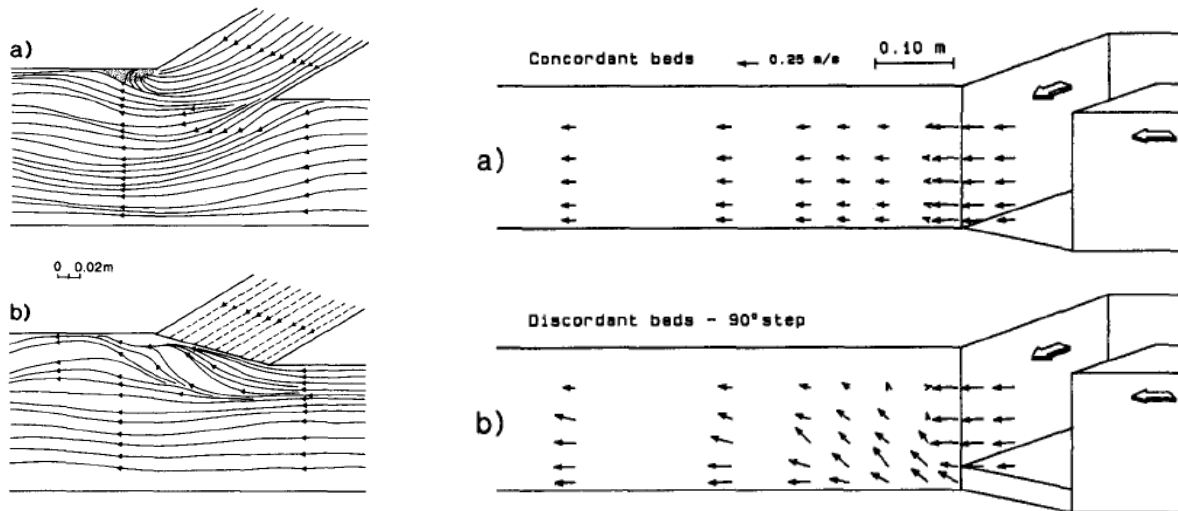 a)
0 0.02m
b)
Concordant beds
0.25 m/s
0.10 m
a)
Discordant beds - 90° step
b)